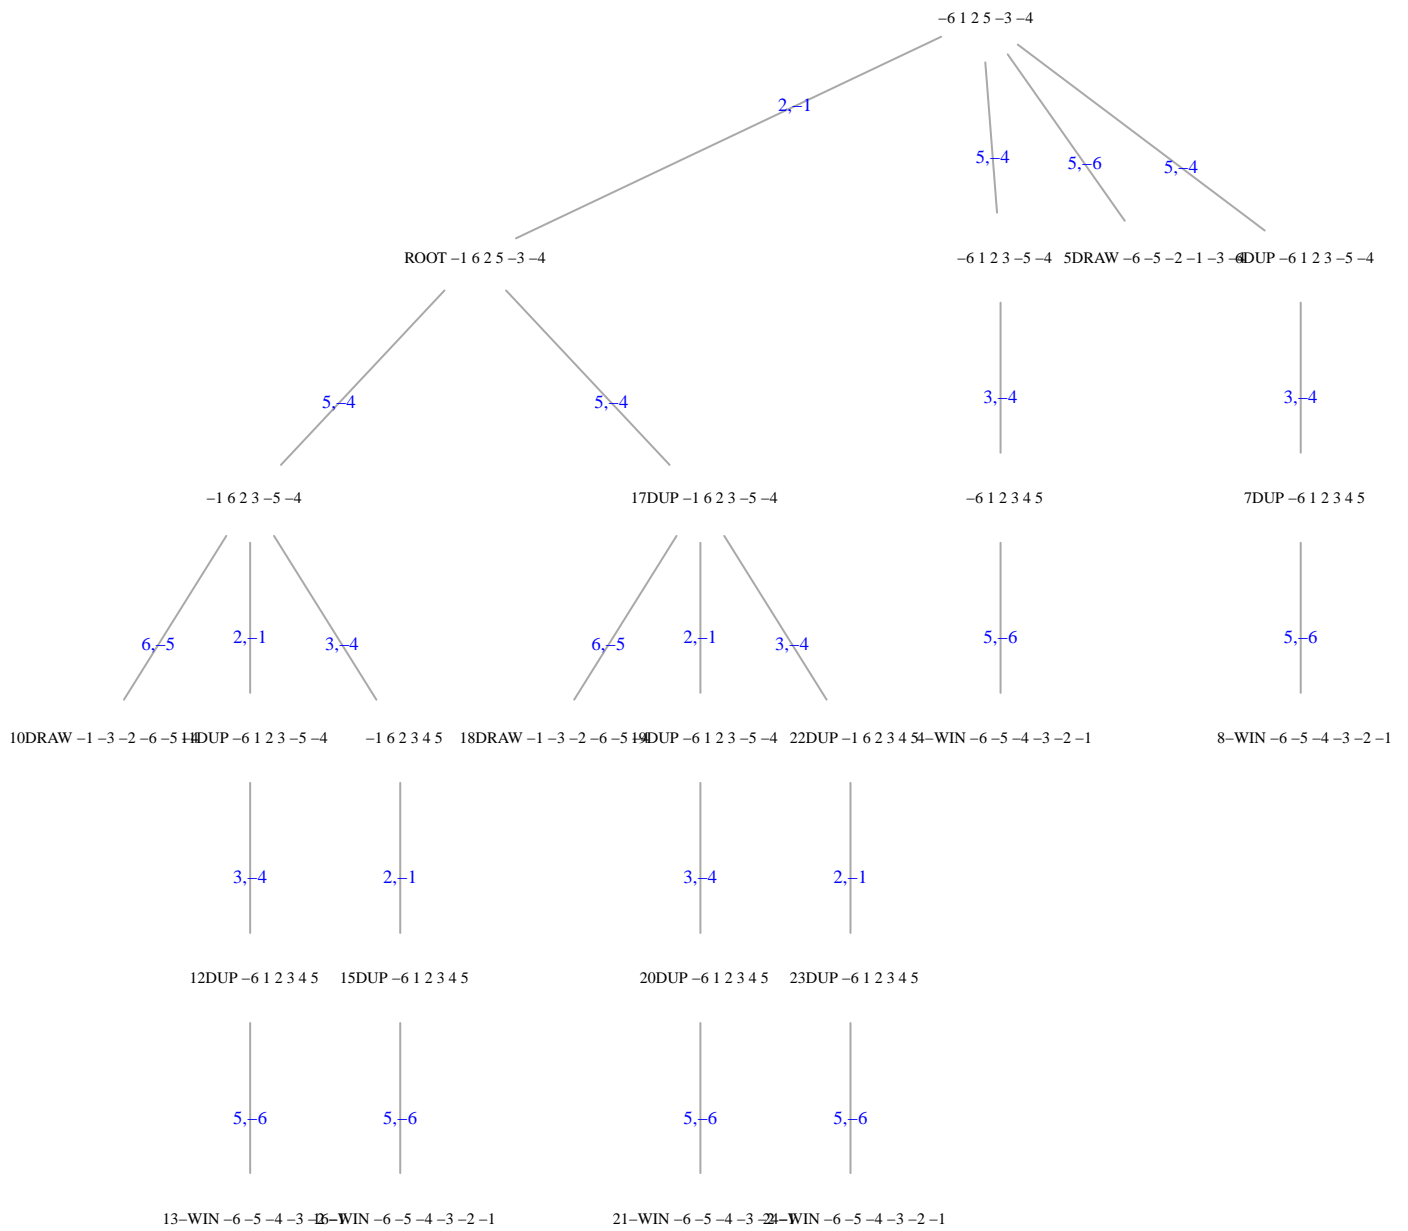 –6 1 2 5 –3 –4
2,–1
5,–4
5,–6
5,–4
ROOT –1 6 2 5 –3 –4
–6 1 2 3 –5 –4
5DRAW –6 –5 –2 –1 –3 –4
6DUP –6 1 2 3 –5 –4
5,–4
5,–4
3,–4
3,–4
–1 6 2 3 –5 –4
17DUP –1 6 2 3 –5 –4
–6 1 2 3 4 5
7DUP –6 1 2 3 4 5
6,–5
2,–1
3,–4
6,–5
2,–1
3,–4
5,–6
5,–6
10DRAW –1 –3 –2 –6 –5 –4
11DUP –6 1 2 3 –5 –4
–1 6 2 3 4 5
18DRAW –1 –3 –2 –6 –5 –4
19DUP –6 1 2 3 –5 –4
22DUP –1 6 2 3 4 5
4–WIN –6 –5 –4 –3 –2 –1
8–WIN –6 –5 –4 –3 –2 –1
3,–4
2,–1
3,–4
2,–1
12DUP –6 1 2 3 4 5
15DUP –6 1 2 3 4 5
20DUP –6 1 2 3 4 5
23DUP –6 1 2 3 4 5
5,–6
5,–6
5,–6
5,–6
13–WIN –6 –5 –4 –3 –2 –1
16–WIN –6 –5 –4 –3 –2 –1
21–WIN –6 –5 –4 –3 –2 –1
24–WIN –6 –5 –4 –3 –2 –1